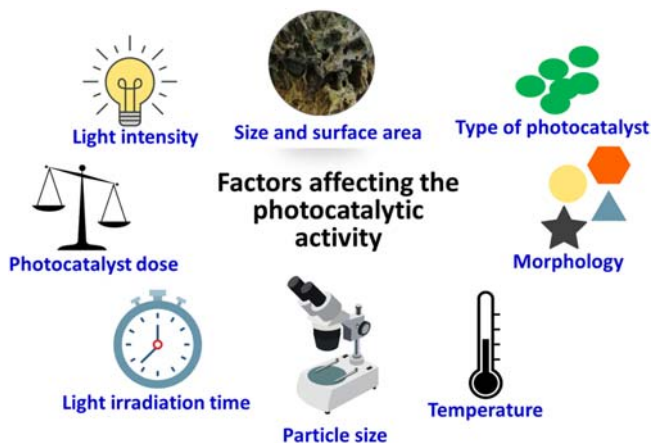 Light intensity
Size and surface area
Type of photocatalyst
Factors affecting the
photocatalytic
activity
Photocatalyst dose
Morphology
Light irradiation time
Particle size
Temperature